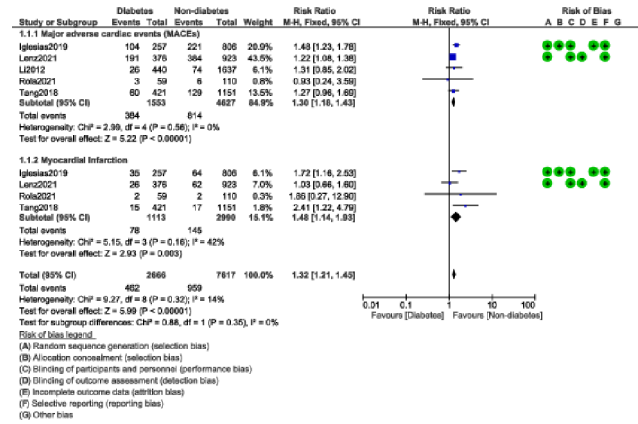 Diabetes Non-diabetes Risk Ratio Risk Ratio Risk of Bias
Study or Subgroup Events Total Events Total Weight M-H, Fixed, 95% CI M-H, Fixed, 95% CI A B C D E F G
1.1.1 Major adverse cardiac events (MACEs)
Iglesias2019 104 257 221 806 20.9% 1.48 [1.23, 1.78]
Lenz2021 191 376 384 923 43.5% 1.22 [1.08, 1.38]
Li2012 26 440 74 1637 6.1% 1.31 [0.85, 2.02]
Rola2021 3 59 6 110 0.8% 0.93 [0.24, 3.59]
Tang2018 60 421 129 1151 13.5% 1.27 [0.96, 1.69]
Subtotal (95% CI) 1553 4627 84.9% 1.30 [1.18, 1.43]
Total events 384 814
Heterogeneity: Chi² = 2.99, df = 4 (P = 0.56); I² = 0%
Test for overall effect: Z = 5.22 (P < 0.00001)
1.1.2 Myocardial Infarction
Iglesias2019 35 257 64 806 6.1% 1.72 [1.16, 2.53]
Lenz2021 26 376 62 923 7.0% 1.03 [0.66, 1.60]
Rola2021 2 59 2 110 0.3% 1.86 [0.27, 12.90]
Tang2018 15 421 17 1151 1.8% 2.41 [1.22, 4.79]
Subtotal (95% CI) 1113 2990 15.1% 1.48 [1.14, 1.93]
Total events 78 145
Heterogeneity: Chi² = 5.15, df = 3 (P = 0.16); I² = 42%
Test for overall effect: Z = 2.93 (P = 0.003)
Total (95% CI) 2666 7617 100.0% 1.32 [1.21, 1.45]
Total events 462 959
Heterogeneity: Chi² = 9.27, df = 8 (P = 0.32); I² = 14%
Test for overall effect: Z = 5.99 (P < 0.00001)
Test for subgroup differences: Chi² = 0.88, df = 1 (P = 0.35), I² = 0%
0.01 0.1 1 10 100
Favours [Diabetes] Favours [Non-diabetes]
Risk of bias legend
(A) Random sequence generation (selection bias)
(B) Allocation concealment (selection bias)
(C) Blinding of participants and personnel (performance bias)
(D) Blinding of outcome assessment (detection bias)
(E) Incomplete outcome data (attrition bias)
(F) Selective reporting (reporting bias)
(G) Other bias